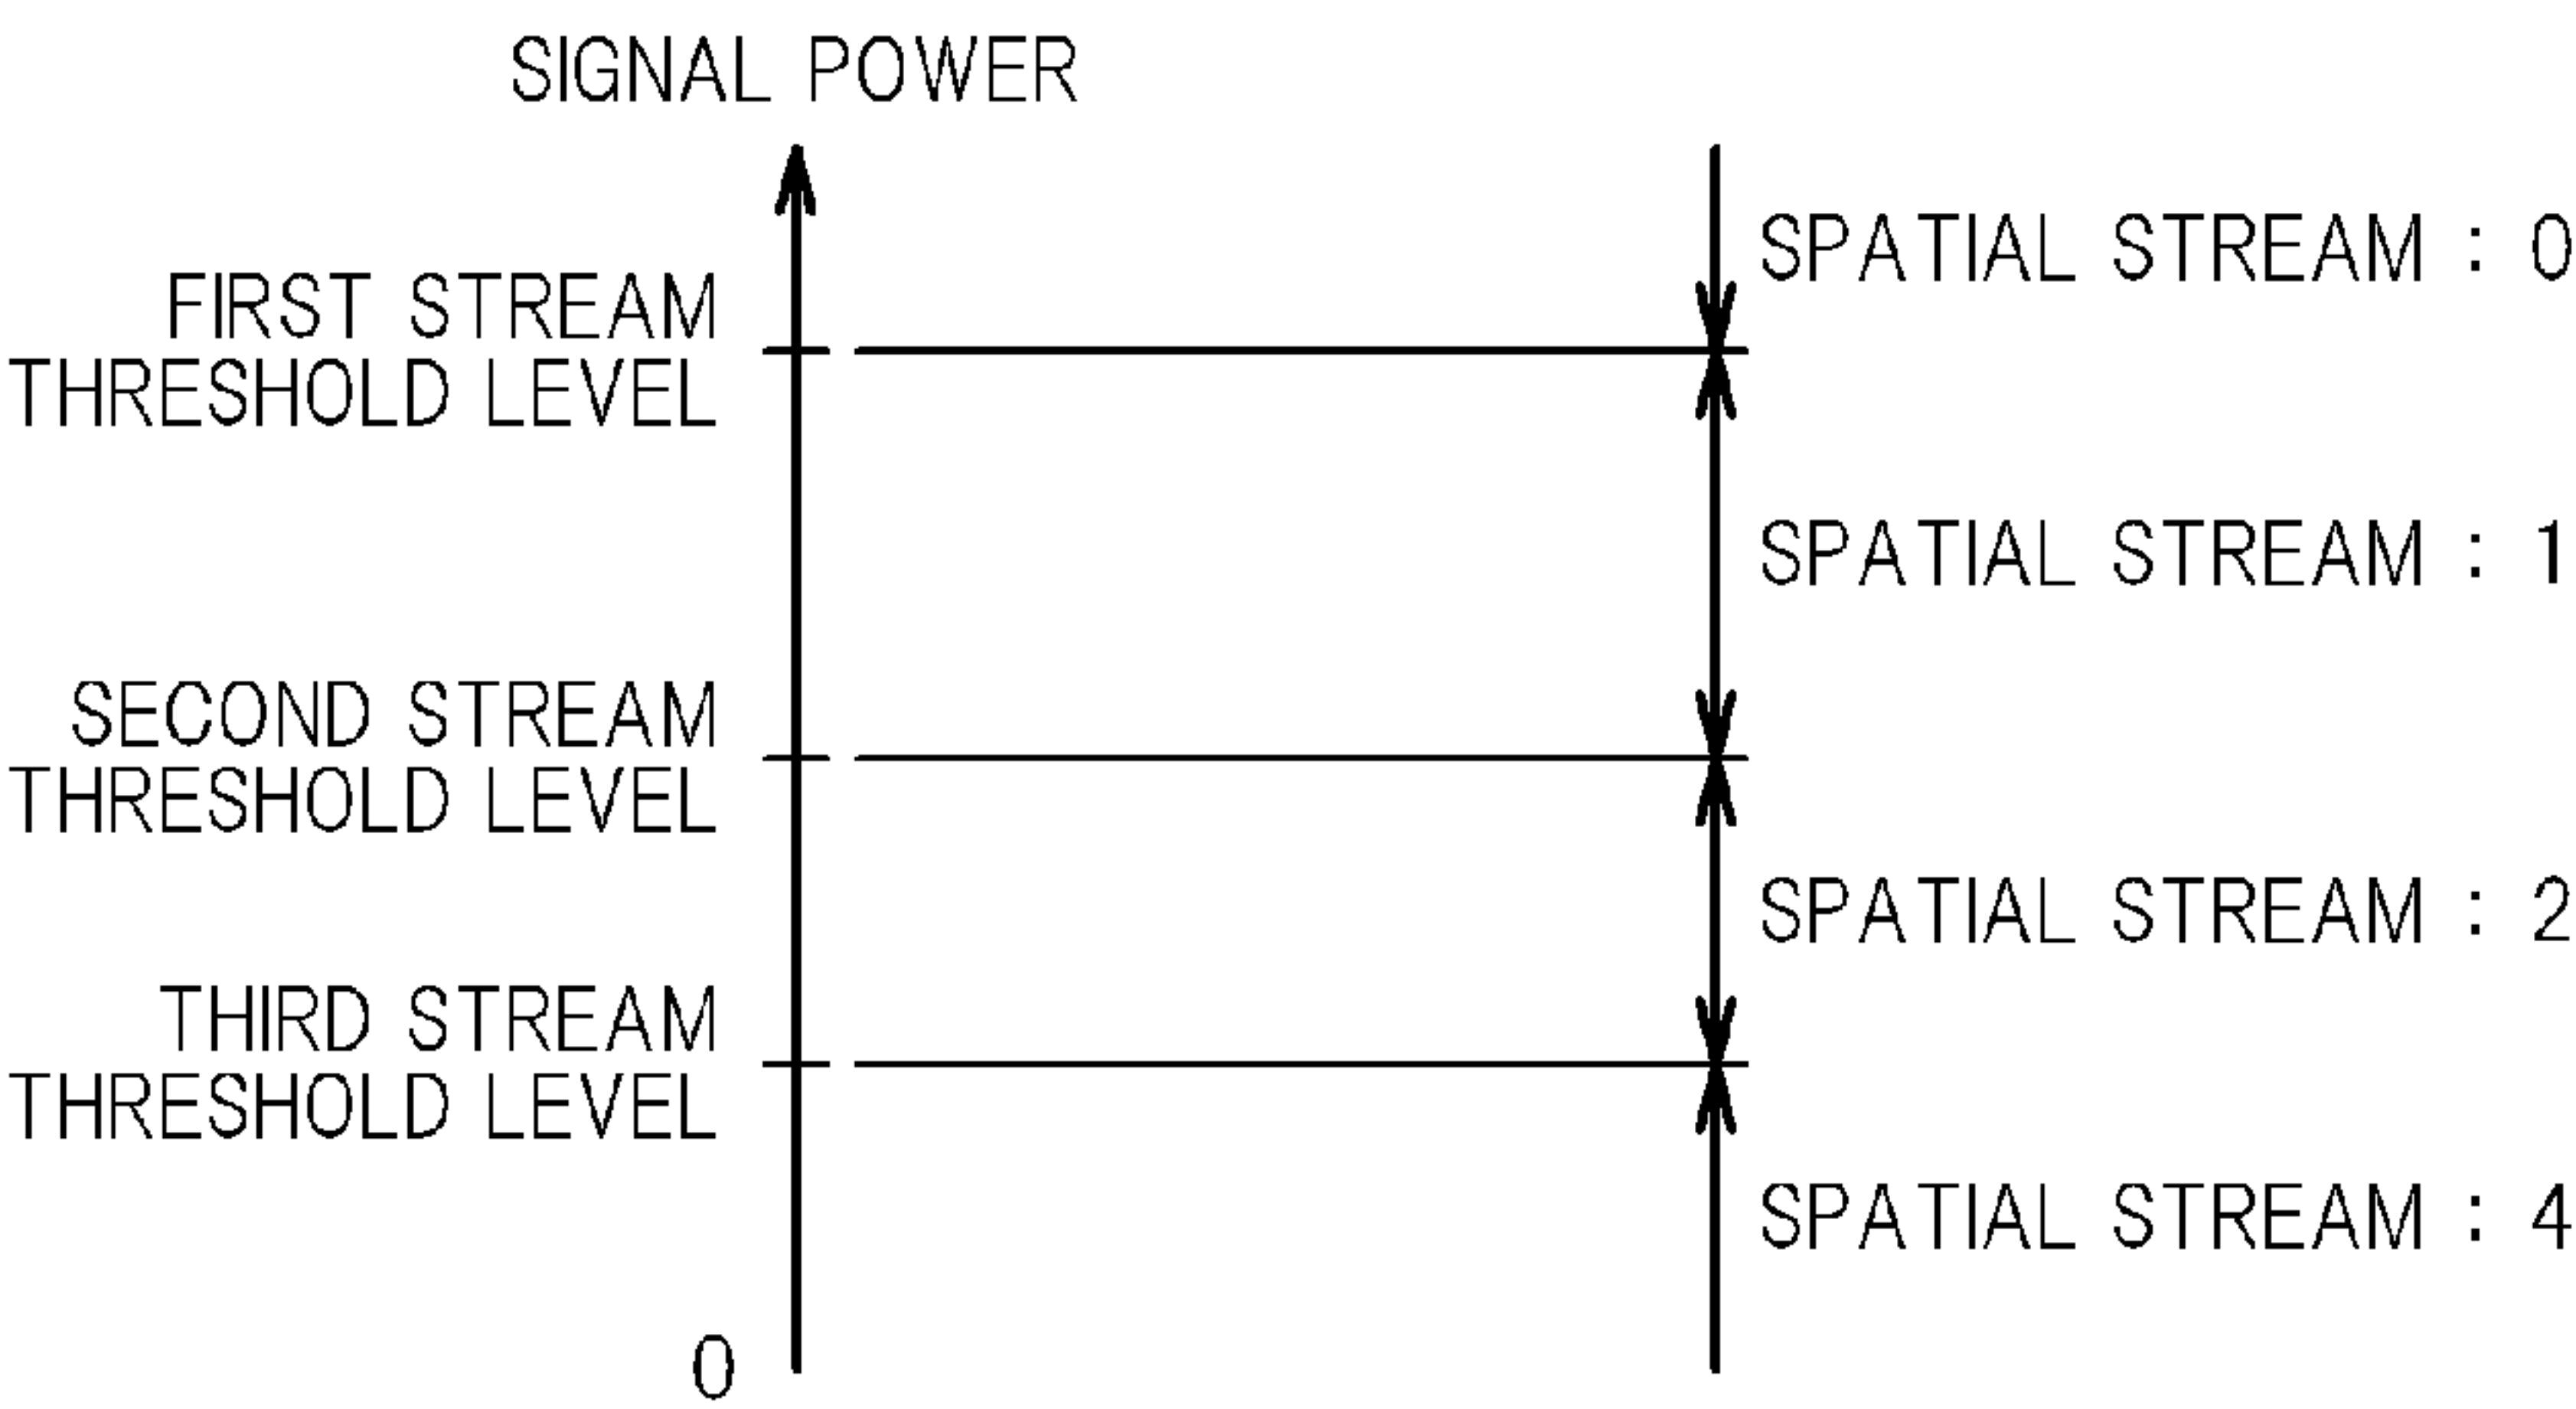 SIGNAL POWER
SPATIAL STREAM : 0
FIRST STREAM
THRESHOLD LEVEL
SPATIAL STREAM : 1
SECOND STREAM
THRESHOLD LEVEL
SPATIAL STREAM : 2
THIRD STREAM
THRESHOLD LEVEL
SPATIAL STREAM : 4
0